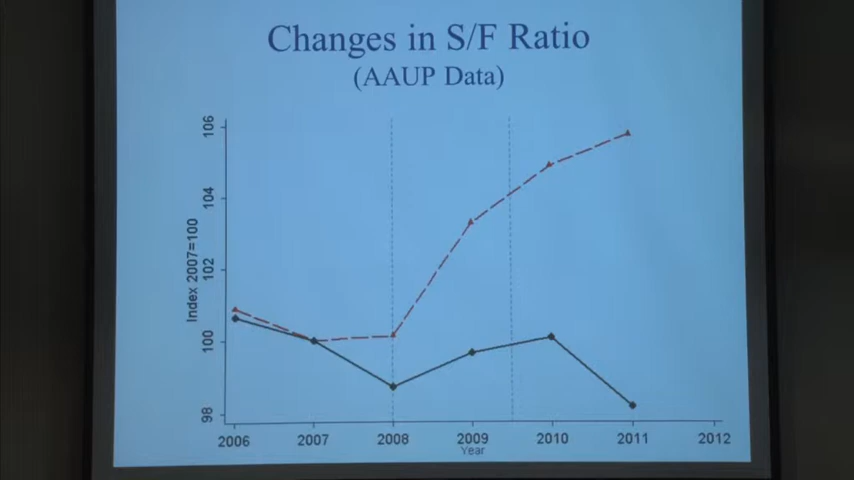 Changes in S/F Ratio
(AAUP Data)
Index 2007=100
106
104
102
100
98
2006 2007 2008 2009 2010 2011 2012
Year